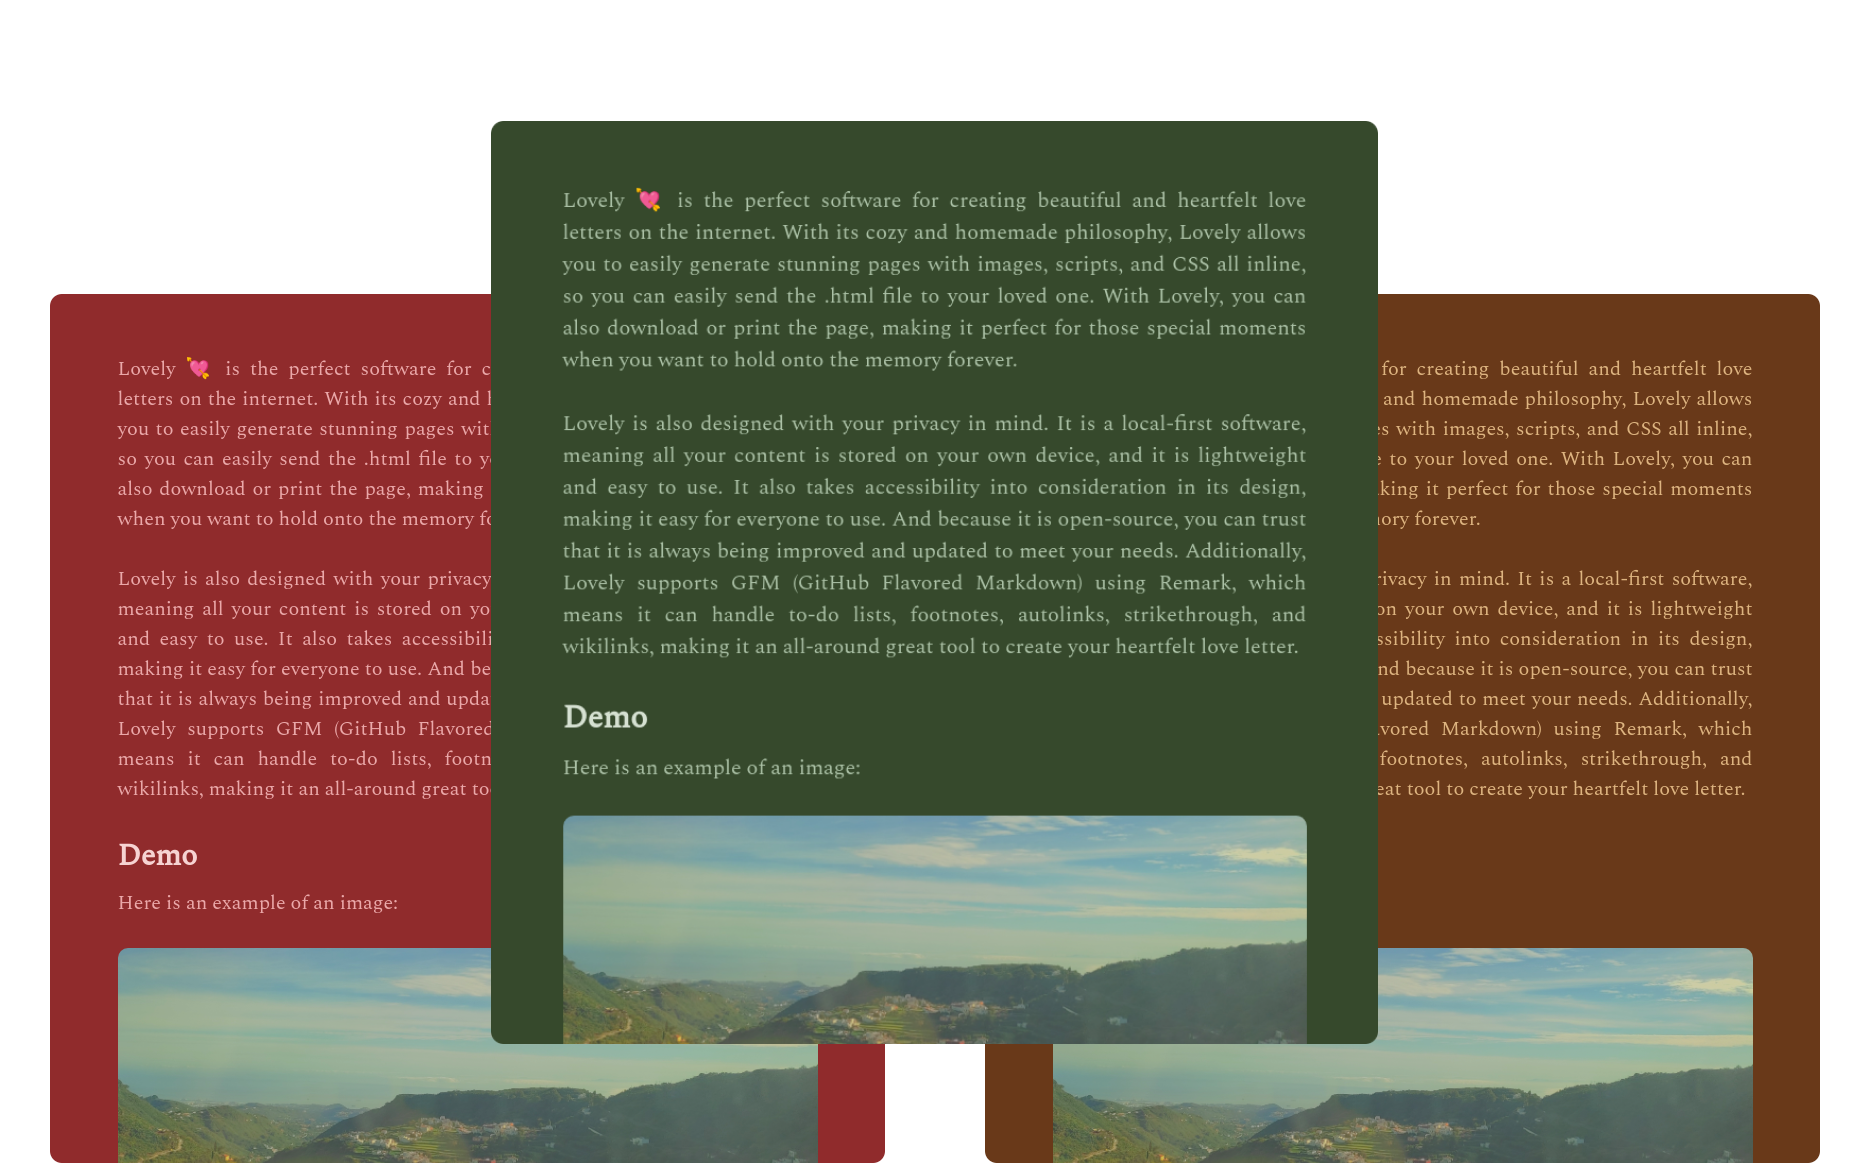 Lovely 💘 is the perfect software for creating beautiful and heartfelt love
letters on the internet. With its cozy and homemade philosophy, Lovely allows
you to easily generate stunning pages with images, scripts, and CSS all inline,
so you can easily send the .html file to your loved one. With Lovely, you can
also download or print the page, making it perfect for those special moments
when you want to hold onto the memory forever.
Lovely is also designed with your privacy in mind. It is a local-first software,
meaning all your content is stored on your own device, and it is lightweight
and easy to use. It also takes accessibility into consideration in its design,
making it easy for everyone to use. And because it is open-source, you can trust
that it is always being improved and updated to meet your needs. Additionally,
Lovely supports GFM (GitHub Flavored Markdown) using Remark, which
means it can handle to-do lists, footnotes, autolinks, strikethrough, and
wikilinks, making it an all-around great tool to create your heartfelt love letter.
Demo
Here is an example of an image:
Lovely 💘 is the perfect software for
letters on the internet. With its cozy and
you to easily generate stunning pages
so you can easily send the .html file to
also download or print the page, making
when you want to hold onto the memory
Lovely is also designed with your privacy
meaning all your content is stored on
and easy to use. It also takes
making it easy for everyone to use. And
that it is always being improved and
Lovely supports GFM (GitHub Flavored
means it can handle to-do lists,
wikilinks, making it an all-around great
Demo
Here is an example of an image:
for creating beautiful and heartfelt love
and homemade philosophy, Lovely allows
with images, scripts, and CSS all inline,
to your loved one. With Lovely, you can
it perfect for those special moments
forever.
in mind. It is a local-first software,
on your own device, and it is lightweight
into consideration in its design,
because it is open-source, you can trust
updated to meet your needs. Additionally,
Markdown) using Remark, which
footnotes, autolinks, strikethrough, and
tool to create your heartfelt love letter.